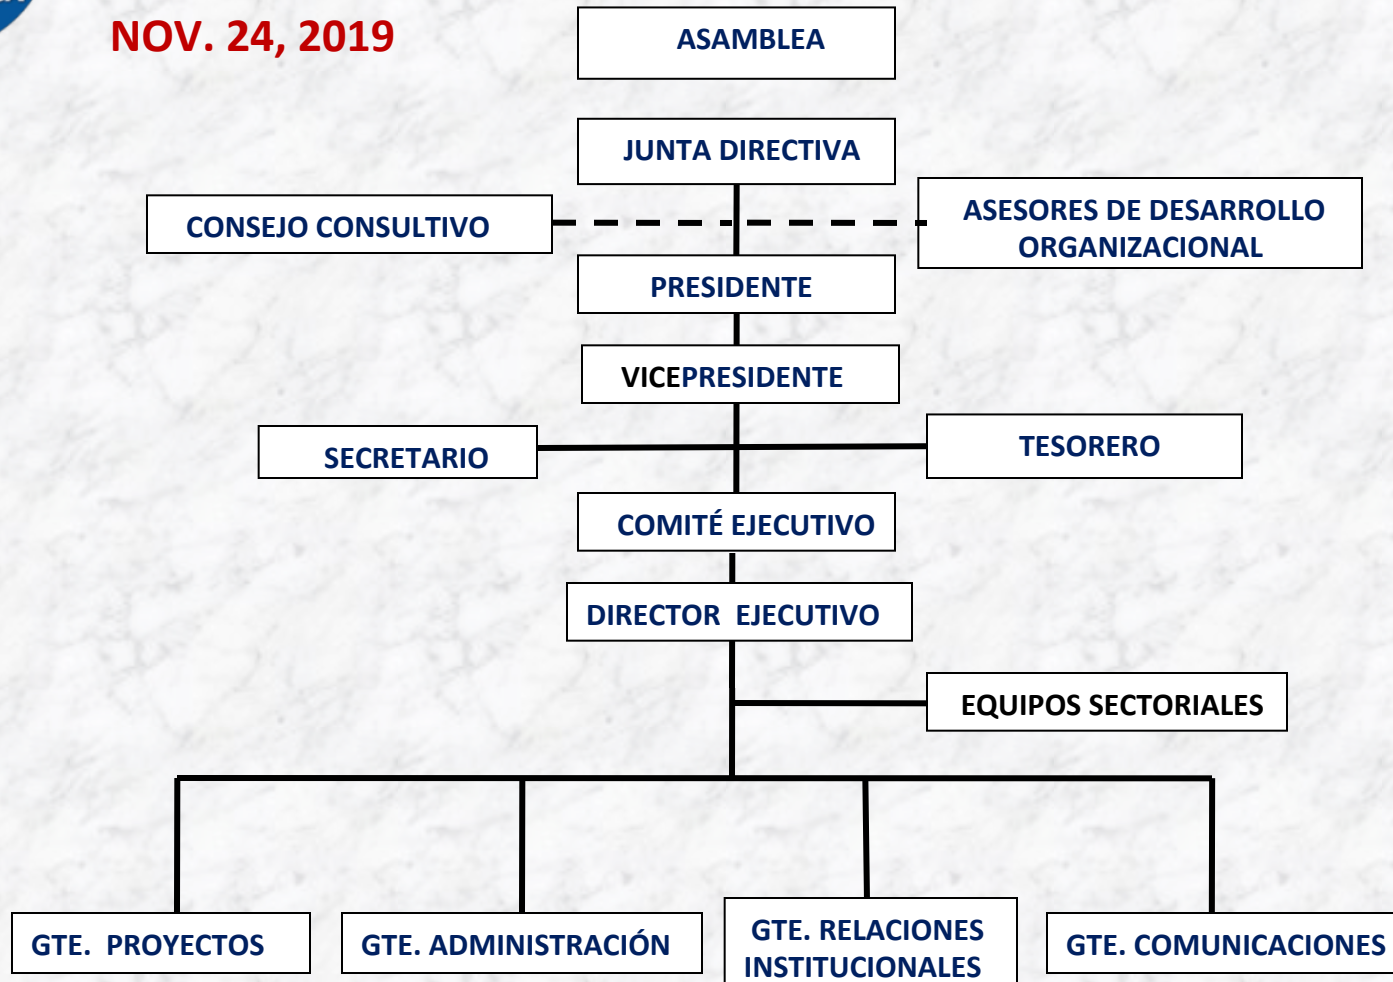 NOV. 24, 2019
ASAMBLEA
JUNTA DIRECTIVA
CONSEJO CONSULTIVO
ASESORES DE DESARROLLO
ORGANIZACIONAL
PRESIDENTE
VICEPRESIDENTE
SECRETARIO
TESORERO
COMITÉ EJECUTIVO
DIRECTOR EJECUTIVO
EQUIPOS SECTORIALES
GTE. PROYECTOS
GTE. ADMINISTRACIÓN
GTE. RELACIONES
INSTITUCIONALES
GTE. COMUNICACIONES